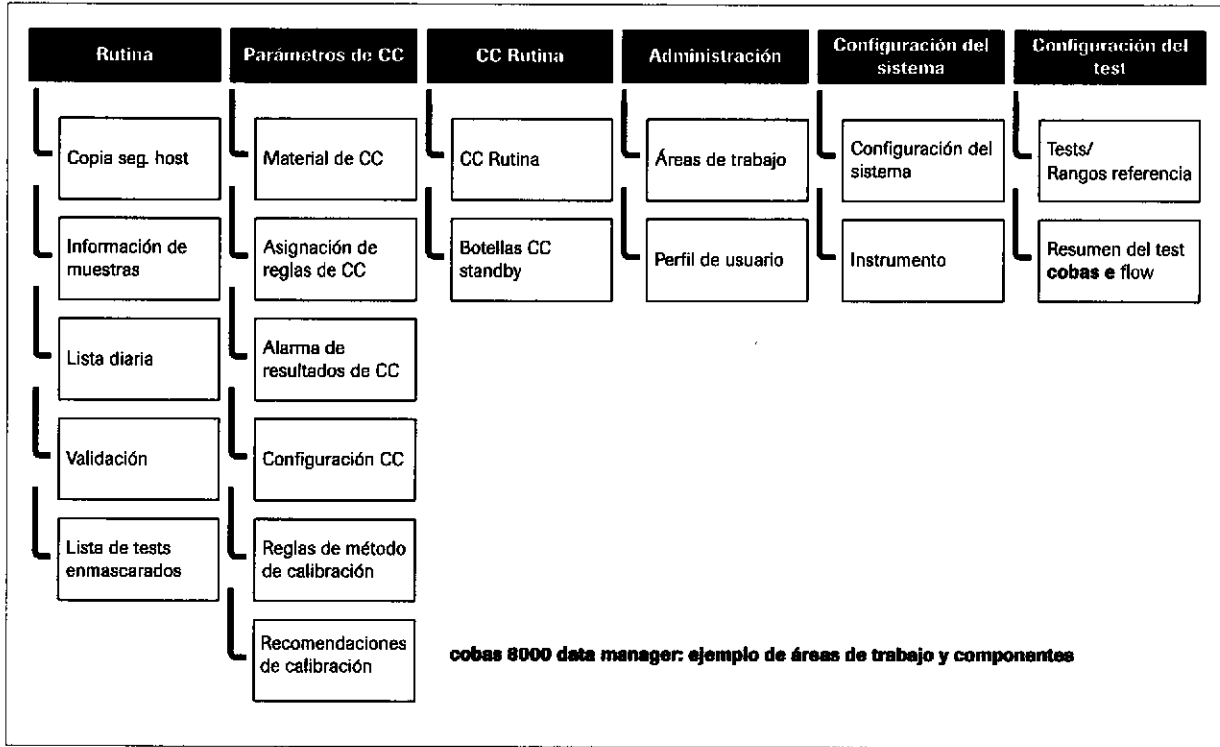 Rutina
Parámetros de CC
CC Rutina
Administración
Configuración del
sistema
Configuración del
test
Copia seg. host
Información de
muestras
Lista diaria
Validación
Lista de tests
enmascarados
Material de CC
Asignación de
reglas de CC
Alarma de
resultados de CC
Configuración CC
Reglas de método
de calibración
Recomendaciones
de calibración
CC Rutina
Botellas CC
standby
Áreas de trabajo
Perfil de usuario
Configuración del
sistema
Instrumento
Tests/
Rangos referencia
Resumen del test
cobas e flow
cobas 8000 data manager: ejemplo de áreas de trabajo y componentes